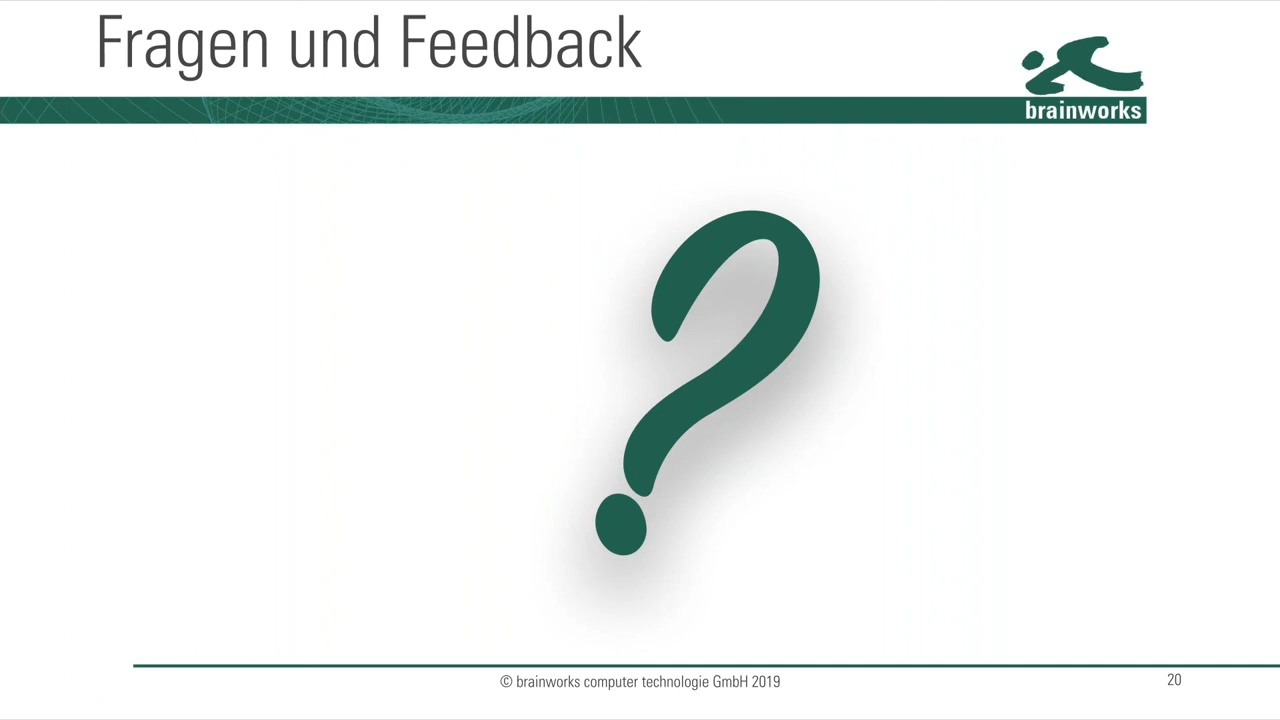 Fragen und Feedback
brainworks
?
© brainworks computer technologie GmbH 2019
20